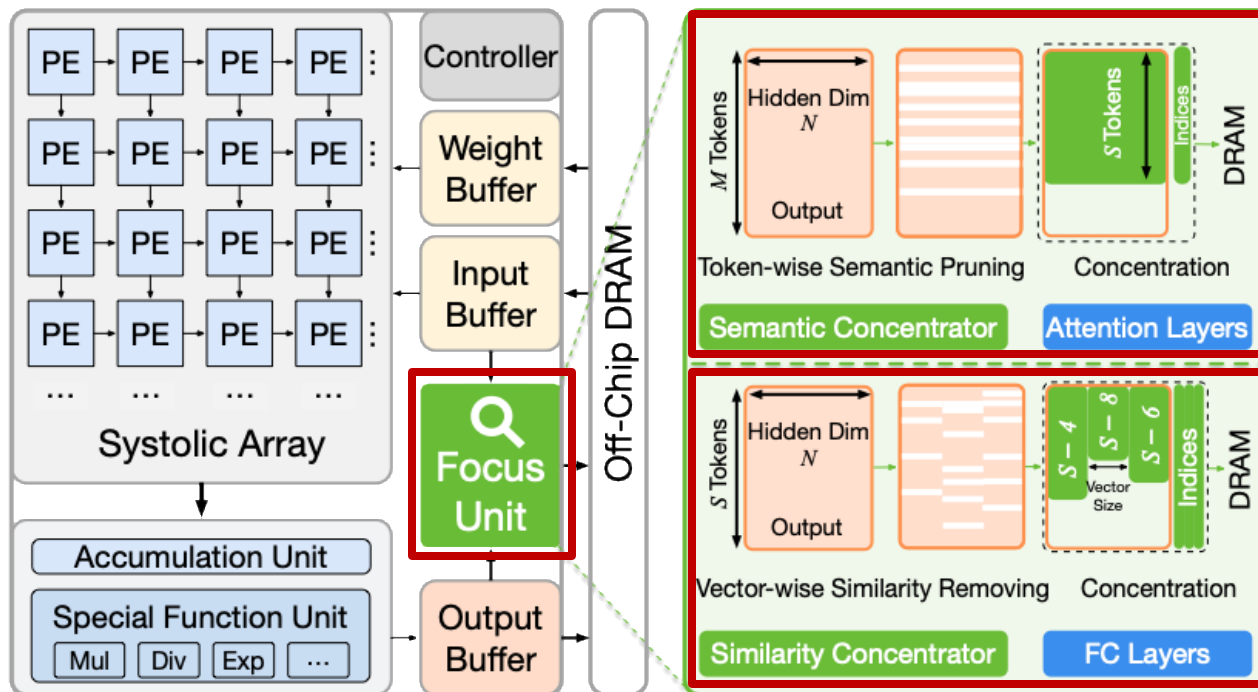 PE PE PE PE ⋮
PE PE PE PE ⋮
PE PE PE PE ⋮
PE PE PE PE ⋮
... ... ... ...
Systolic Array
Accumulation Unit
Special Function Unit
Mul Div Exp ...
Controller
Weight
Buffer
Input
Buffer
Focus
Unit
Output
Buffer
Off-Chip DRAM
M Tokens
Hidden Dim
N
Output
S Tokens
Indices
DRAM
Token-wise Semantic Pruning
Concentration
Semantic Concentrator
Attention Layers
S Tokens
Hidden Dim
N
Output
S − 4
S − 8
S − 6
Vector
Size
Indices
DRAM
Vector-wise Similarity Removing
Concentration
Similarity Concentrator
FC Layers